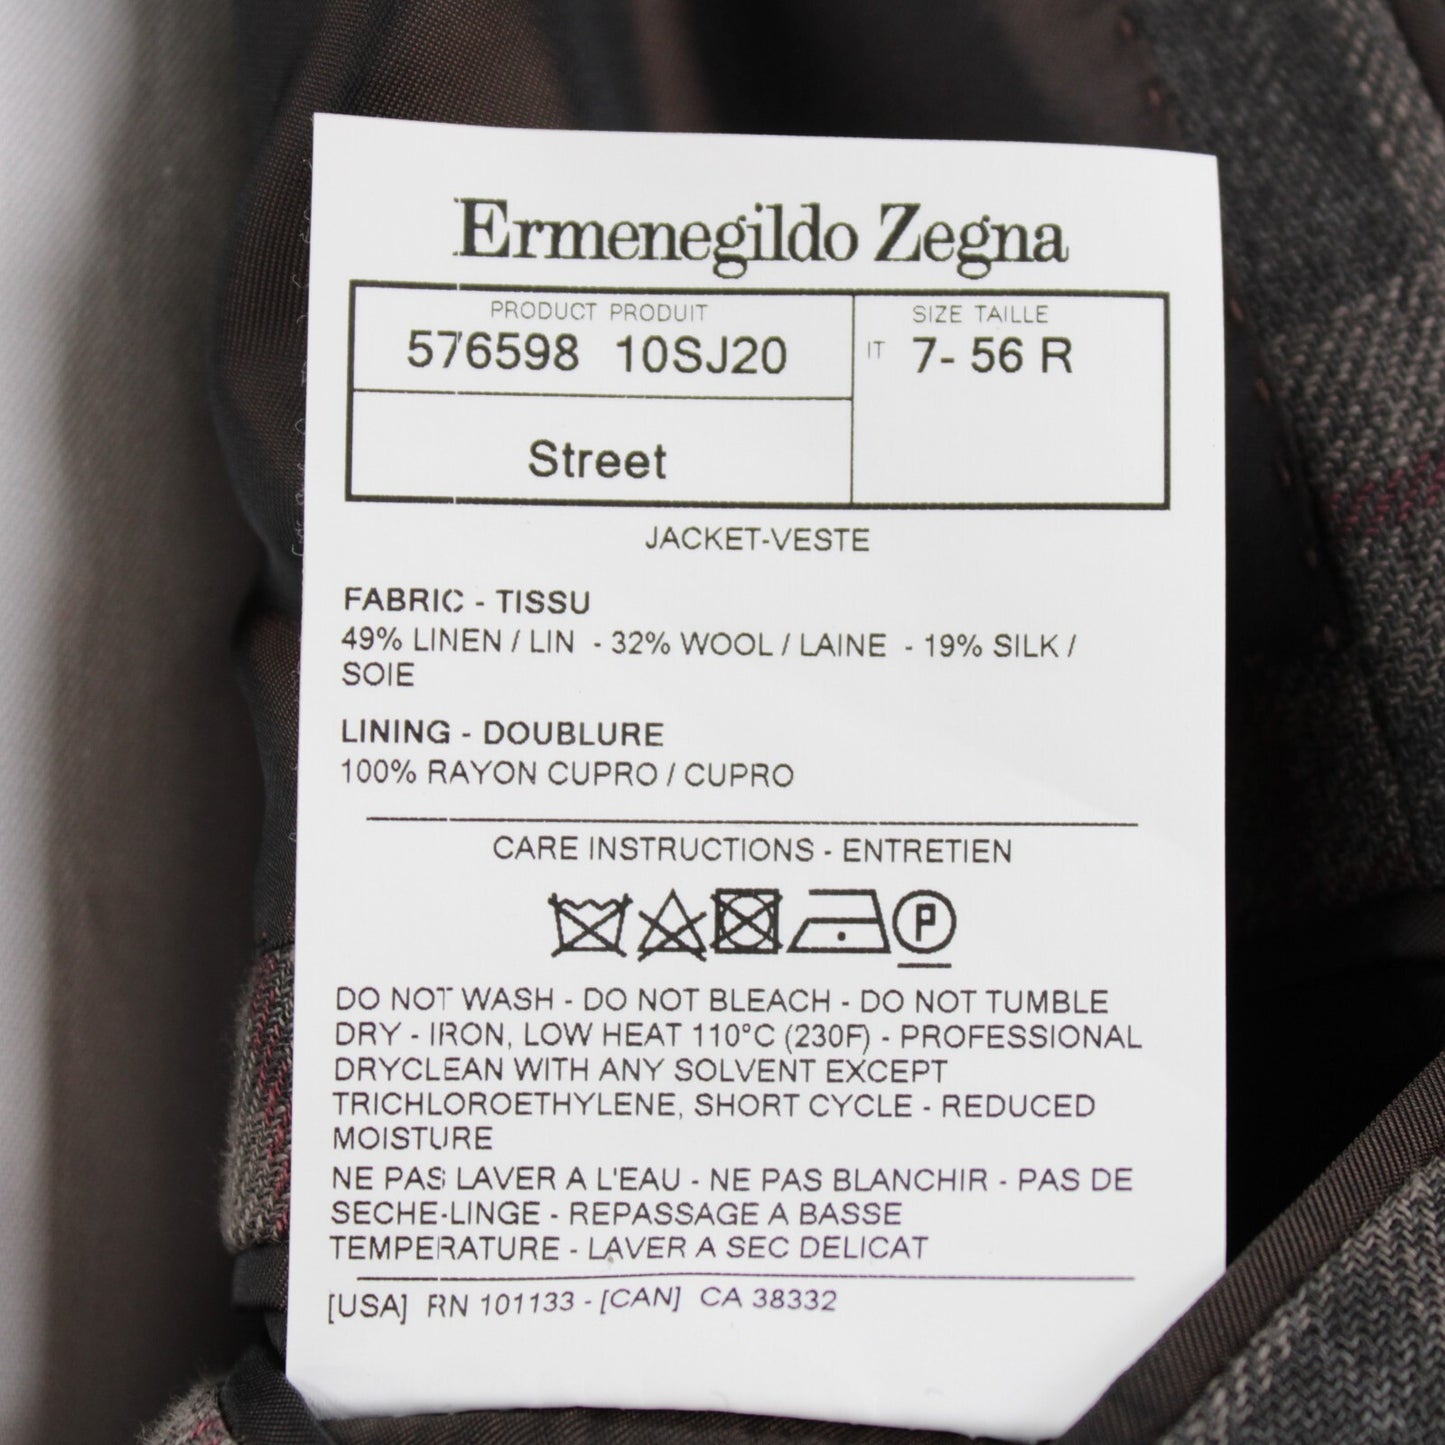 Ermenegildo Zegna
PRODUCT PRODUIT
576598 10SJ20
SIZE TAILLE
IT 7- 56 R
Street
JACKET-VESTE
FABRIC - TISSU
49% LINEN / LIN - 32% WOOL / LAINE - 19% SILK /
SOIE
LINING - DOUBLURE
100% RAYON CUPRO / CUPRO
CARE INSTRUCTIONS - ENTRETIEN
P
DO NOT WASH - DO NOT BLEACH - DO NOT TUMBLE
DRY - IRON, LOW HEAT 110°C (230F) - PROFESSIONAL
DRYCLEAN WITH ANY SOLVENT EXCEPT
TRICHLOROETHYLENE, SHORT CYCLE - REDUCED
MOISTURE
NE PAS LAVER A L'EAU - NE PAS BLANCHIR - PAS DE
SECHE-LINGE - REPASSAGE A BASSE
TEMPERATURE - LAVER A SEC DELICAT
[USA] RN 101133 - [CAN] CA 38332